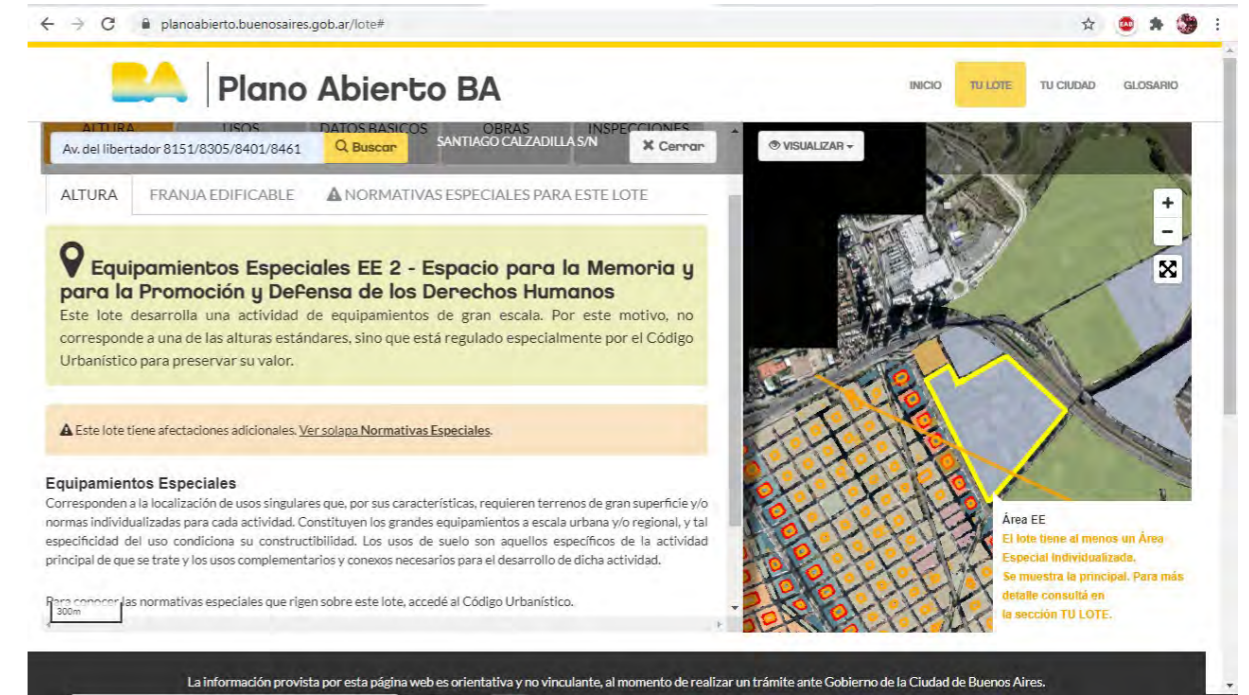 planoabierto.buenosaires.gob.ar/lote#
BA Plano Abierto BA
INICIO TU LOTE TU CIUDAD GLOSARIO
ALTURA USOS DATOS BASICOS OBRAS INSPECCIONES
Av. del libertador 8151/8305/8401/8461 Buscar SANTIAGO CALZADILLA S/N Cerrar
VISUALIZAR
ALTURA FRANJA EDIFICABLE NORMATIVAS ESPECIALES PARA ESTE LOTE
+
−
Equipamientos Especiales EE 2 - Espacio para la Memoria y
para la Promoción y Defensa de los Derechos Humanos
Este lote desarrolla una actividad de equipamientos de gran escala. Por este motivo, no
corresponde a una de las alturas estándares, sino que está regulado especialmente por el Código
Urbanístico para preservar su valor.
Este lote tiene afectaciones adicionales. Ver solapa Normativas Especiales.
Equipamientos Especiales
Corresponden a la localización de usos singulares que, por sus características, requieren terrenos de gran superficie y/o
normas individualizadas para cada actividad. Constituyen los grandes equipamientos a escala urbana y/o regional, y tal
especificidad del uso condiciona su constructibilidad. Los usos de suelo son aquellos específicos de la actividad
principal de que se trate y los usos complementarios y conexos necesarios para el desarrollo de dicha actividad.
Para conocer las normativas especiales que rigen sobre este lote, accedé al Código Urbanístico.
300m
Área EE
El lote tiene al menos un Área
Especial Individualizada.
Se muestra la principal. Para más
detalle consultá en
la sección TU LOTE.
La información provista por esta página web es orientativa y no vinculante, al momento de realizar un trámite ante Gobierno de la Ciudad de Buenos Aires.